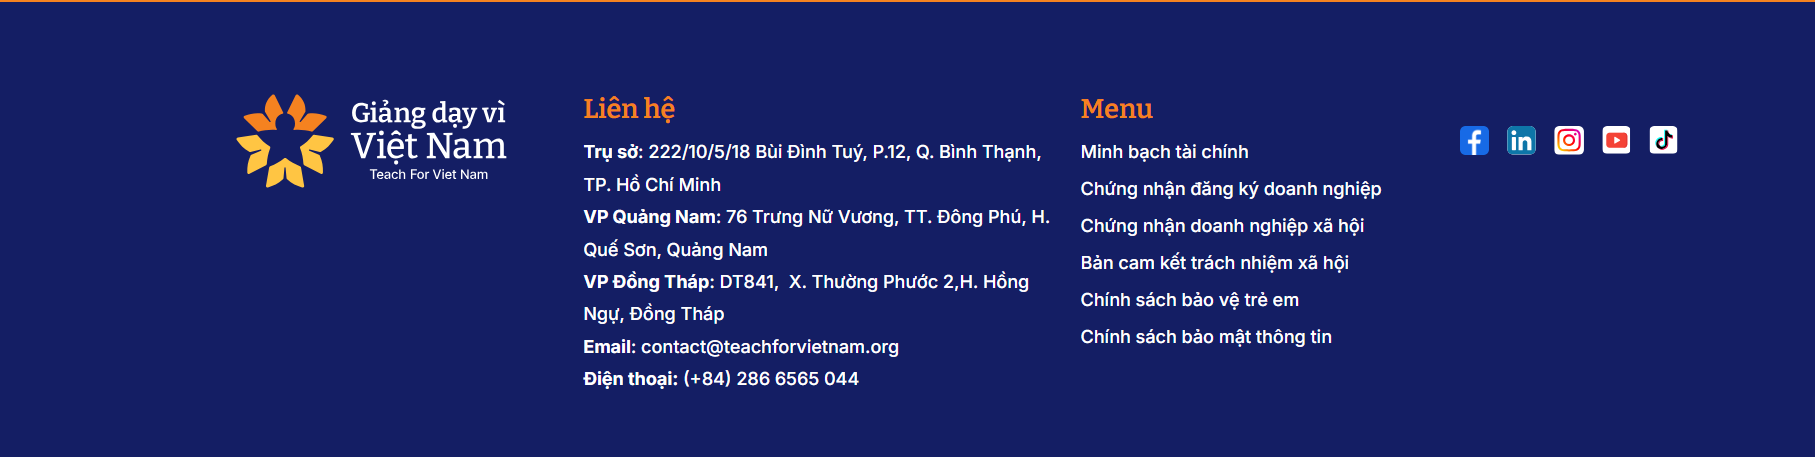 Giảng dạy vì
Việt Nam
Teach For Viet Nam
Liên hệ
Trụ sở: 222/10/5/18 Bùi Đình Tuý, P.12, Q. Bình Thạnh,
TP. Hồ Chí Minh
VP Quảng Nam: 76 Trưng Nữ Vương, TT. Đông Phú, H.
Quế Sơn, Quảng Nam
VP Đồng Tháp: DT841,  X. Thường Phước 2,H. Hồng
Ngự, Đồng Tháp
Email: contact@teachforvietnam.org
Điện thoại: (+84) 286 6565 044
Menu
Minh bạch tài chính
Chứng nhận đăng ký doanh nghiệp
Chứng nhận doanh nghiệp xã hội
Bản cam kết trách nhiệm xã hội
Chính sách bảo vệ trẻ em
Chính sách bảo mật thông tin